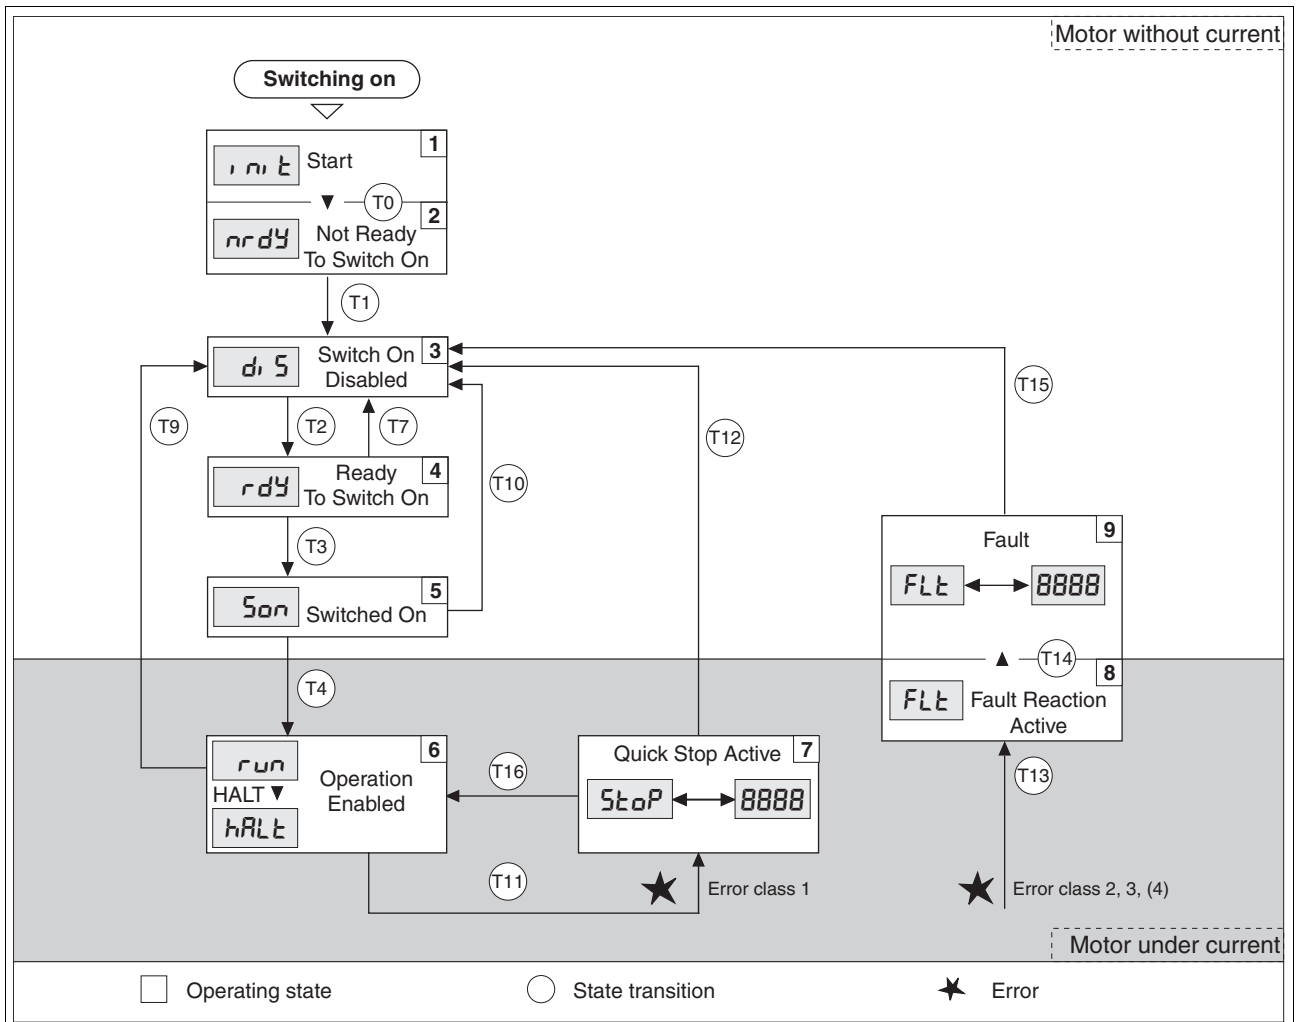 Motor without current
Switching on
1
init Start
T0
2
nrdy Not Ready
To Switch On
T1
3
diS Switch On
Disabled
T15
T9
T2
T7
T12
4
rdy Ready
To Switch On
T10
9
Fault
T3
FLt 8888
5
Son Switched On
T14
8
T4
FLt Fault Reaction
Active
6
run
HALT
hALt
Operation
Enabled
T16
Quick Stop Active 7
StoP 8888
T13
T11
Error class 1
Error class 2, 3, (4)
Motor under current
Operating state
State transition
Error